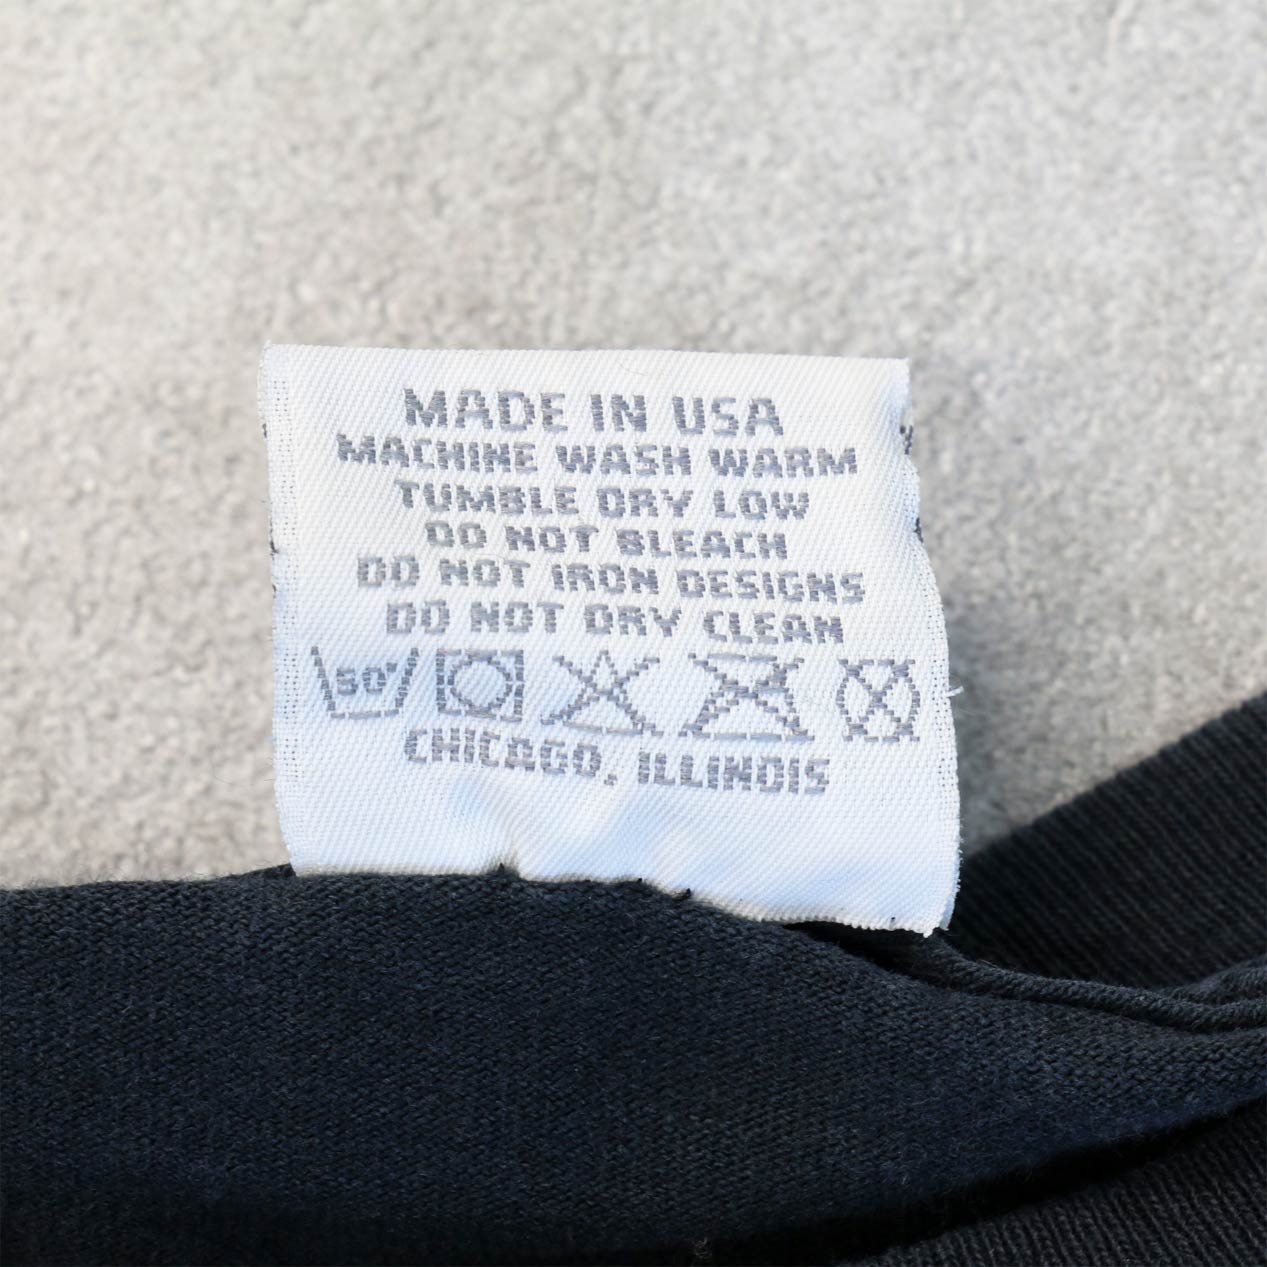 MADE IN USA
MACHINE WASH WARM
TUMBLE DRY LOW
DO NOT BLEACH
DO NOT IRON DESIGNS
DO NOT DRY CLEAN
50°
CHICAGO, ILLINOIS